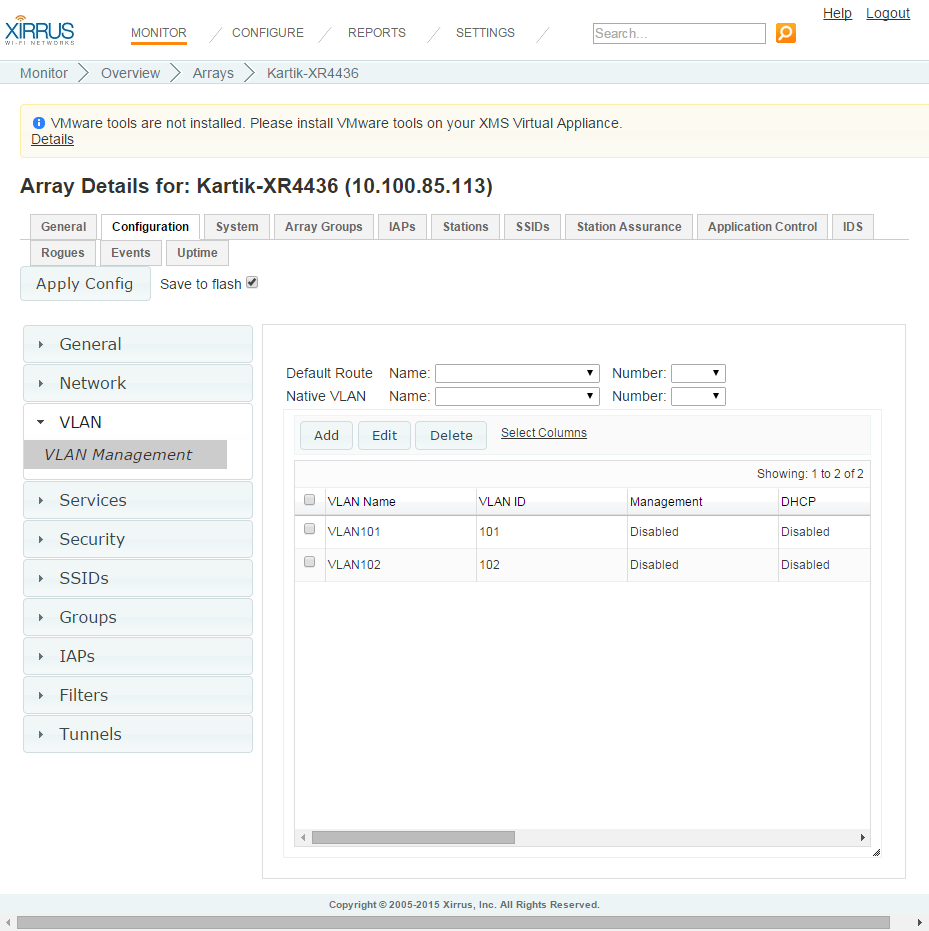 Help Logout
XIRRUS
WI-FI NETWORKS
MONITOR CONFIGURE REPORTS SETTINGS Search...
Monitor Overview Arrays Kartik-XR4436
VMware tools are not installed. Please install VMware tools on your XMS Virtual Appliance.
Details
Array Details for: Kartik-XR4436 (10.100.85.113)
General Configuration System Array Groups IAPs Stations SSIDs Station Assurance Application Control IDS
Rogues Events Uptime
Apply Config Save to flash
General
Network
VLAN
VLAN Management
Services
Security
SSIDs
Groups
IAPs
Filters
Tunnels
Default Route Name: Number:
Native VLAN Name: Number:
Add Edit Delete Select Columns
Showing: 1 to 2 of 2
VLAN Name VLAN ID Management DHCP
VLAN101 101 Disabled Disabled
VLAN102 102 Disabled Disabled
Copyright © 2005-2015 Xirrus, Inc. All Rights Reserved.